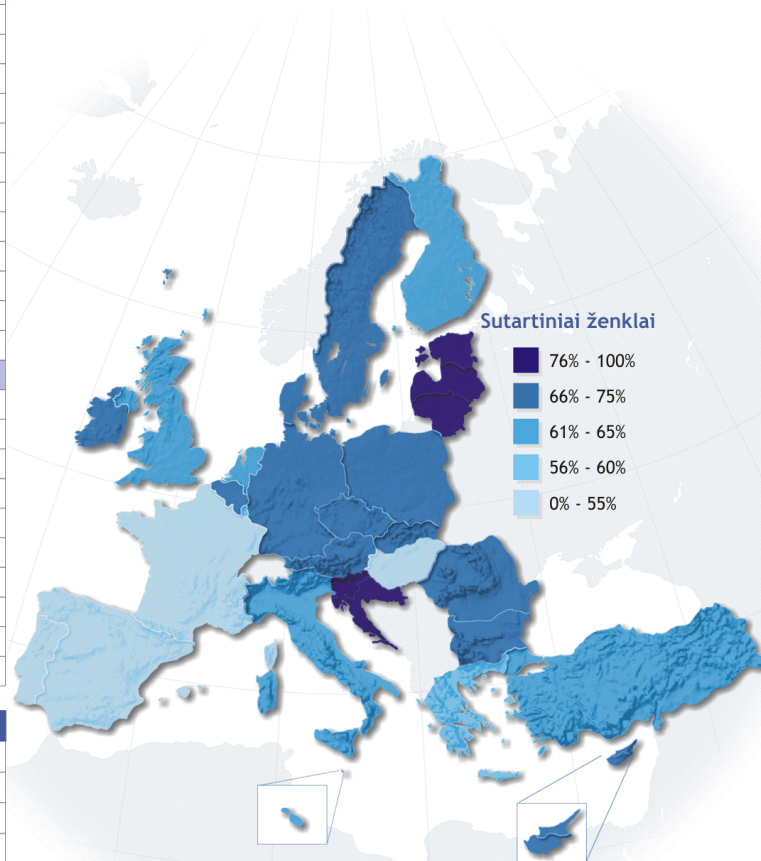 Sutartiniai ženklai
76% - 100%
66% - 75%
61% - 65%
56% - 60%
0% - 55%